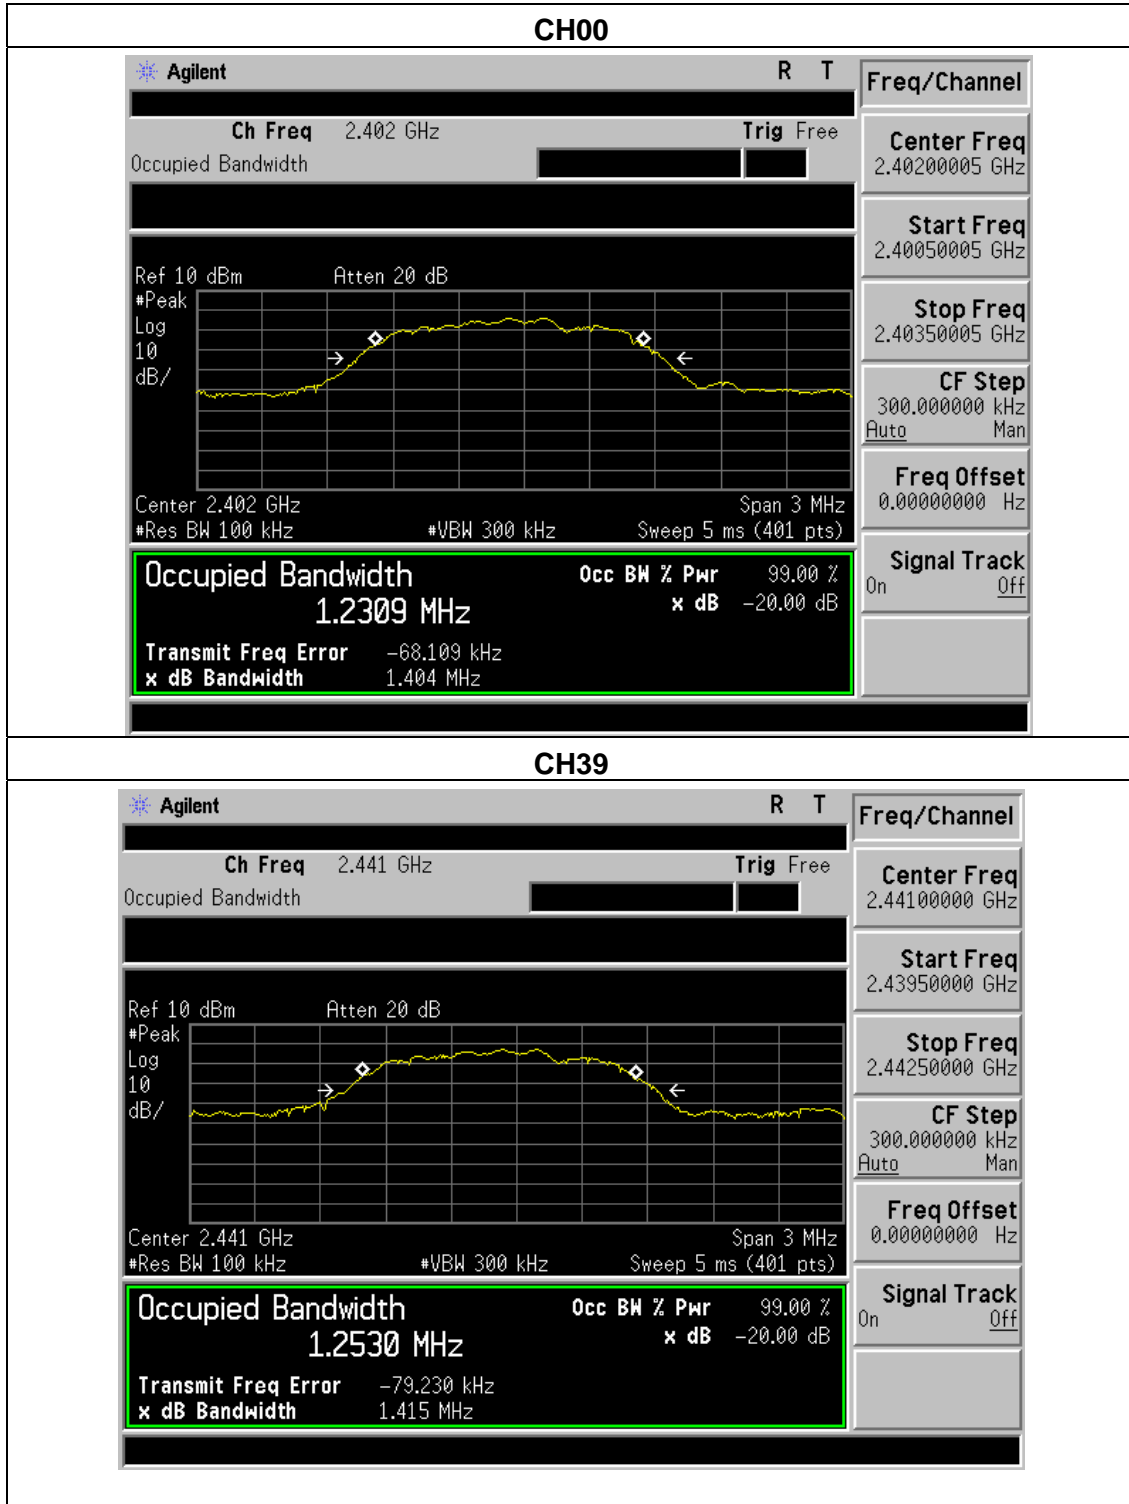 CH00
Agilent R T
Freq/Channel
Ch Freq 2.402 GHz Trig Free
Occupied Bandwidth
Center Freq
2.40200005 GHz
Start Freq
2.40050005 GHz
Stop Freq
2.40350005 GHz
CF Step
300.000000 kHz
Auto Man
Freq Offset
0.00000000 Hz
Signal Track
On Off
Ref 10 dBm Atten 20 dB
#Peak
Log
10
dB/
Center 2.402 GHz Span 3 MHz
#Res BW 100 kHz #VBW 300 kHz Sweep 5 ms (401 pts)
Occupied Bandwidth Occ BW % Pwr 99.00 %
1.2309 MHz x dB -20.00 dB
Transmit Freq Error -68.109 kHz
x dB Bandwidth 1.404 MHz
CH39
Agilent R T
Freq/Channel
Ch Freq 2.441 GHz Trig Free
Occupied Bandwidth
Center Freq
2.44100000 GHz
Start Freq
2.43950000 GHz
Stop Freq
2.44250000 GHz
CF Step
300.000000 kHz
Auto Man
Freq Offset
0.00000000 Hz
Signal Track
On Off
Ref 10 dBm Atten 20 dB
#Peak
Log
10
dB/
Center 2.441 GHz Span 3 MHz
#Res BW 100 kHz #VBW 300 kHz Sweep 5 ms (401 pts)
Occupied Bandwidth Occ BW % Pwr 99.00 %
1.2530 MHz x dB -20.00 dB
Transmit Freq Error -79.230 kHz
x dB Bandwidth 1.415 MHz